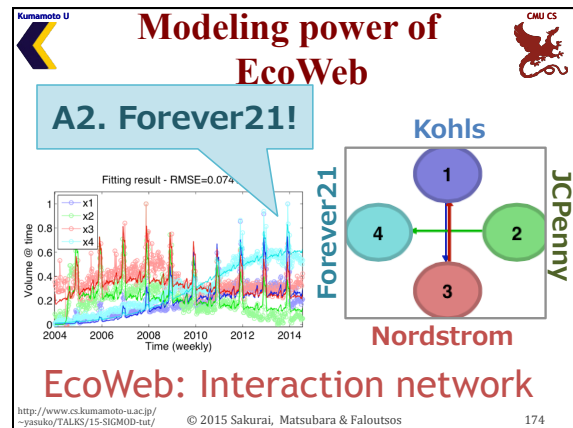 Kumamoto U
CMU CS
Modeling power of
EcoWeb
A2. Forever21!
Fitting result - RMSE=0.074
x1
x2
x3
x4
Volume @ time
1
0.8
0.6
0.4
0.2
0
2004 2006 2008 2010 2012 2014
Time (weekly)
Kohls
Forever21
JCPenny
Nordstrom
1
4
2
3
EcoWeb: Interaction network
http://www.cs.kumamoto-u.ac.jp/
~yasuko/TALKS/15-SIGMOD-tut/
© 2015 Sakurai, Matsubara & Faloutsos
174